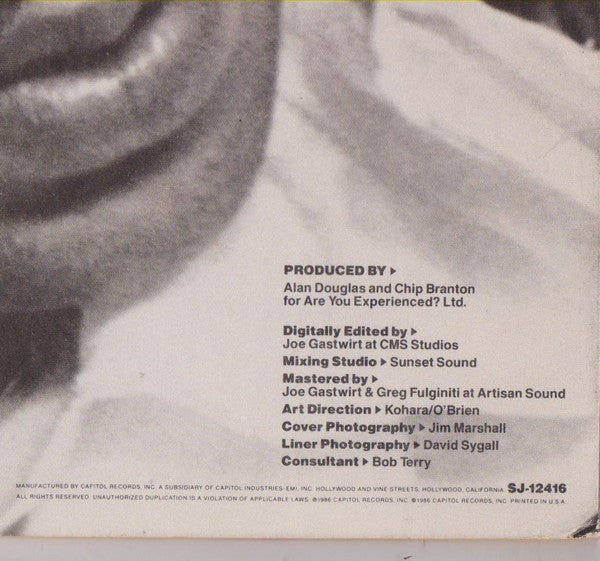 PRODUCED BY ▶
Alan Douglas and Chip Branton
for Are You Experienced? Ltd.
Digitally Edited by ▶
Joe Gastwirt at CMS Studios
Mixing Studio ▶ Sunset Sound
Mastered by ▶
Joe Gastwirt & Greg Fulginiti at Artisan Sound
Art Direction ▶ Kohara/O'Brien
Cover Photography ▶ Jim Marshall
Liner Photography ▶ David Sygall
Consultant ▶ Bob Terry
MANUFACTURED BY CAPITOL RECORDS, INC. A SUBSIDIARY OF CAPITOL INDUSTRIES-EMI, INC. HOLLYWOOD AND VINE STREETS, HOLLYWOOD, CALIFORNIA. SJ-12416
ALL RIGHTS RESERVED. UNAUTHORIZED DUPLICATION IS A VIOLATION OF APPLICABLE LAWS. ℗1986 CAPITOL RECORDS, INC. ©1986 CAPITOL RECORDS, INC. PRINTED IN U.S.A.